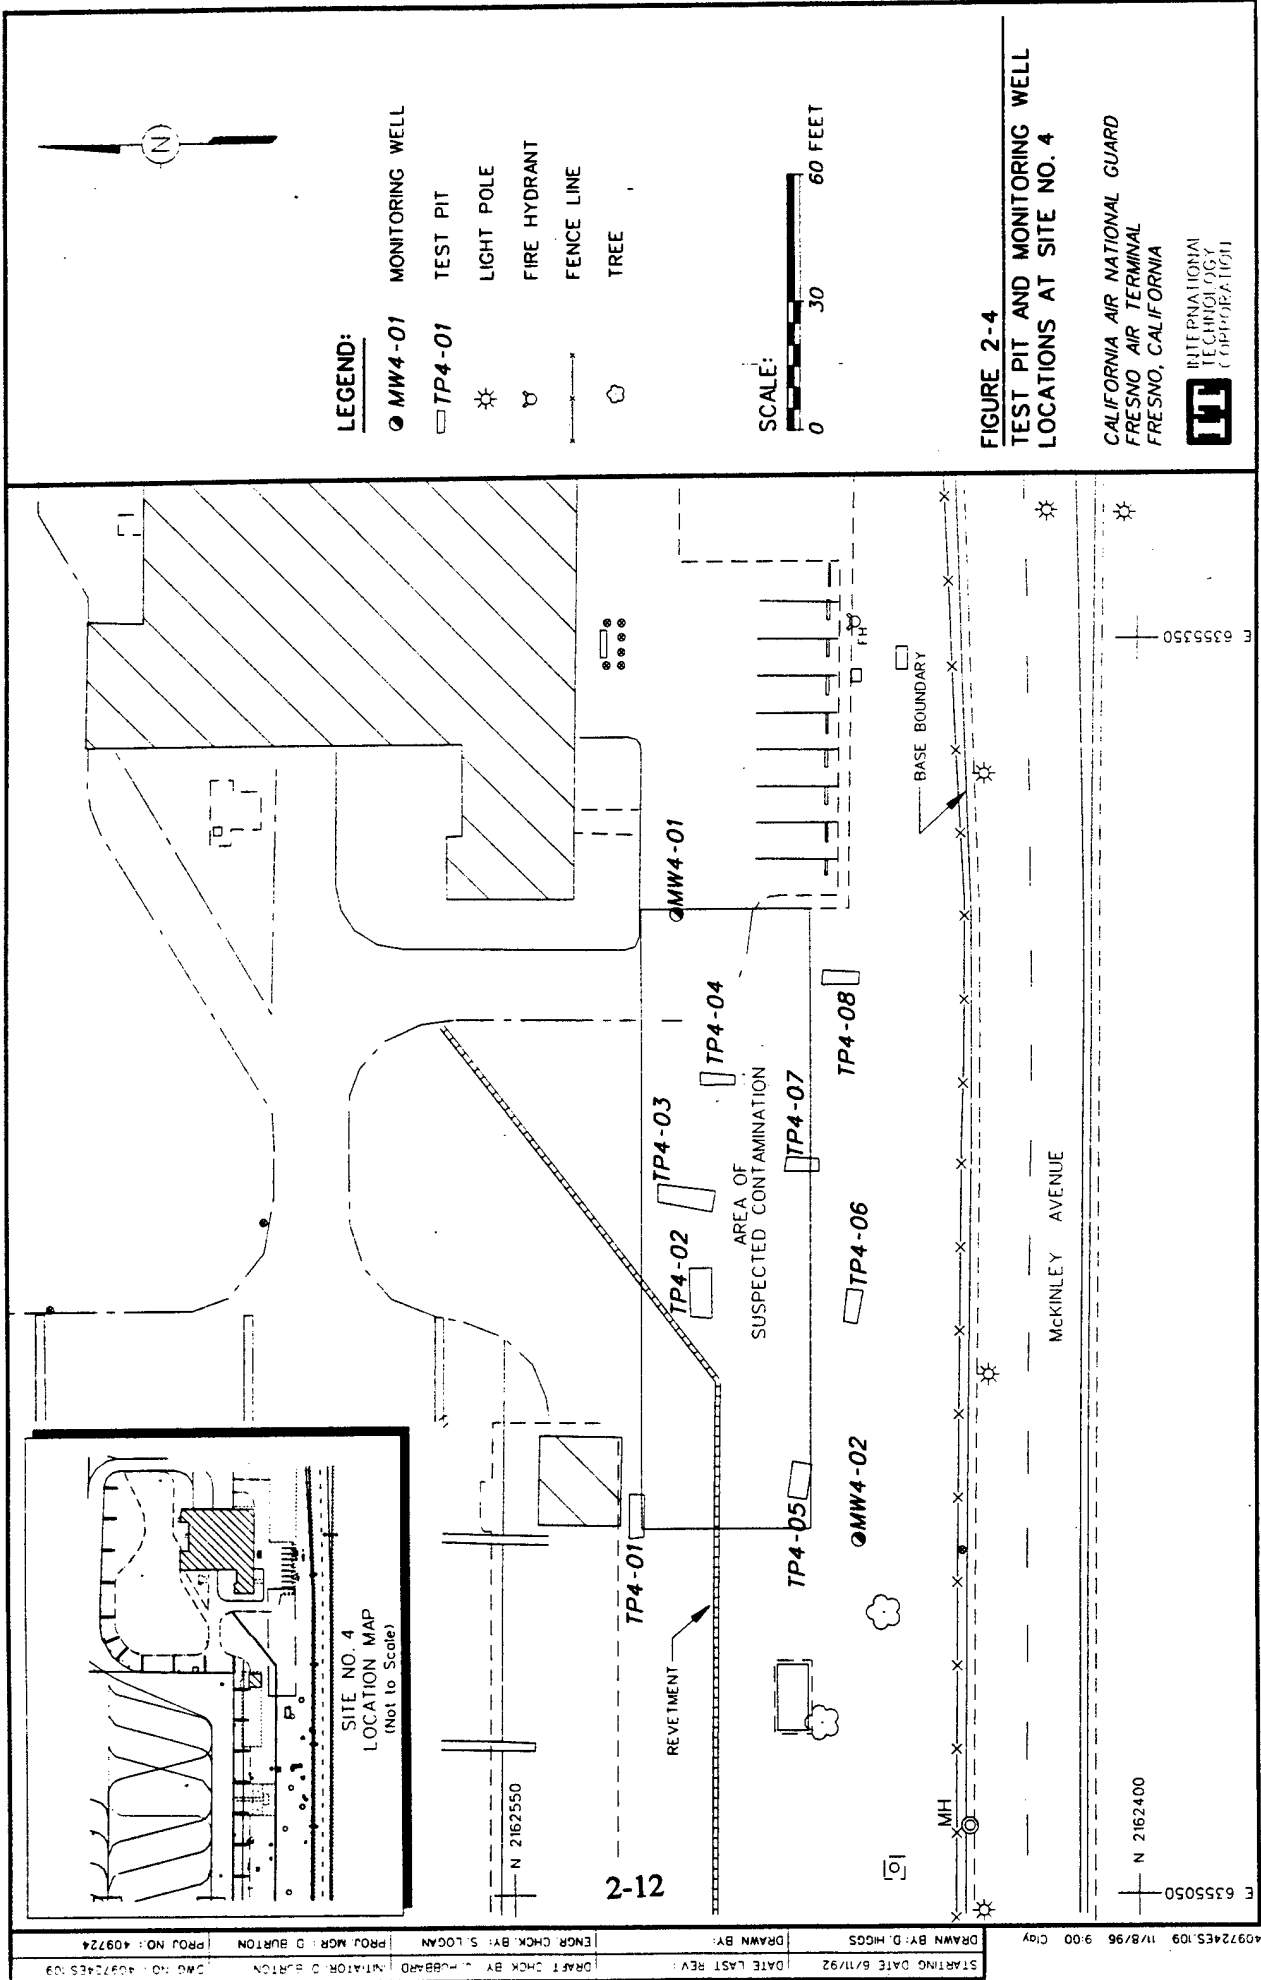 SITE NO. 4
LOCATION MAP
(Not to Scale)
N 2162550
2-12
REVETMENT
TP4-01
TP4-02
TP4-03
TP4-04
AREA OF
SUSPECTED CONTAMINATION
TP4-05
TP4-06
TP4-07
TP4-08
MW4-01
MW4-02
FH
BASE BOUNDARY
MH
McKINLEY AVENUE
N 2162400
E 6355050
E 6355350
N
LEGEND:
MW4-01 MONITORING WELL
TP4-01 TEST PIT
LIGHT POLE
FIRE HYDRANT
FENCE LINE
TREE
SCALE:
0 30 60 FEET
FIGURE 2-4
TEST PIT AND MONITORING WELL
LOCATIONS AT SITE NO. 4
CALIFORNIA AIR NATIONAL GUARD
FRESNO AIR TERMINAL
FRESNO, CALIFORNIA
IT
INTERNATIONAL
TECHNOLOGY
CORPORATION
STARTING DATE 6/11/92
DATE LAST REV:
DRAFT CHCK BY J. HUBBARD
INITIATOR: D BURTON
DWG NO: 409724ES.109
DRAWN BY: D. HIGGS
DRAWN BY:
ENGR. CHCK BY: S. LOGAN
PROJ. MGR: D BURTON
PROJ. NO.: 409724
409724ES.109 11/8/96 9:00 Clay